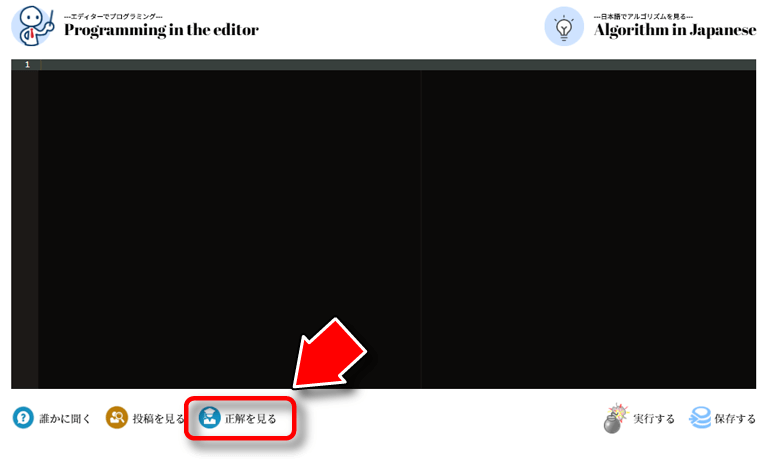 ---エディターでプログラミング---
Programming in the editor
---日本語でアルゴリズムを見る---
Algorithm in Japanese
1
? 誰かに聞く 投稿を見る 正解を見る 実行する 保存する